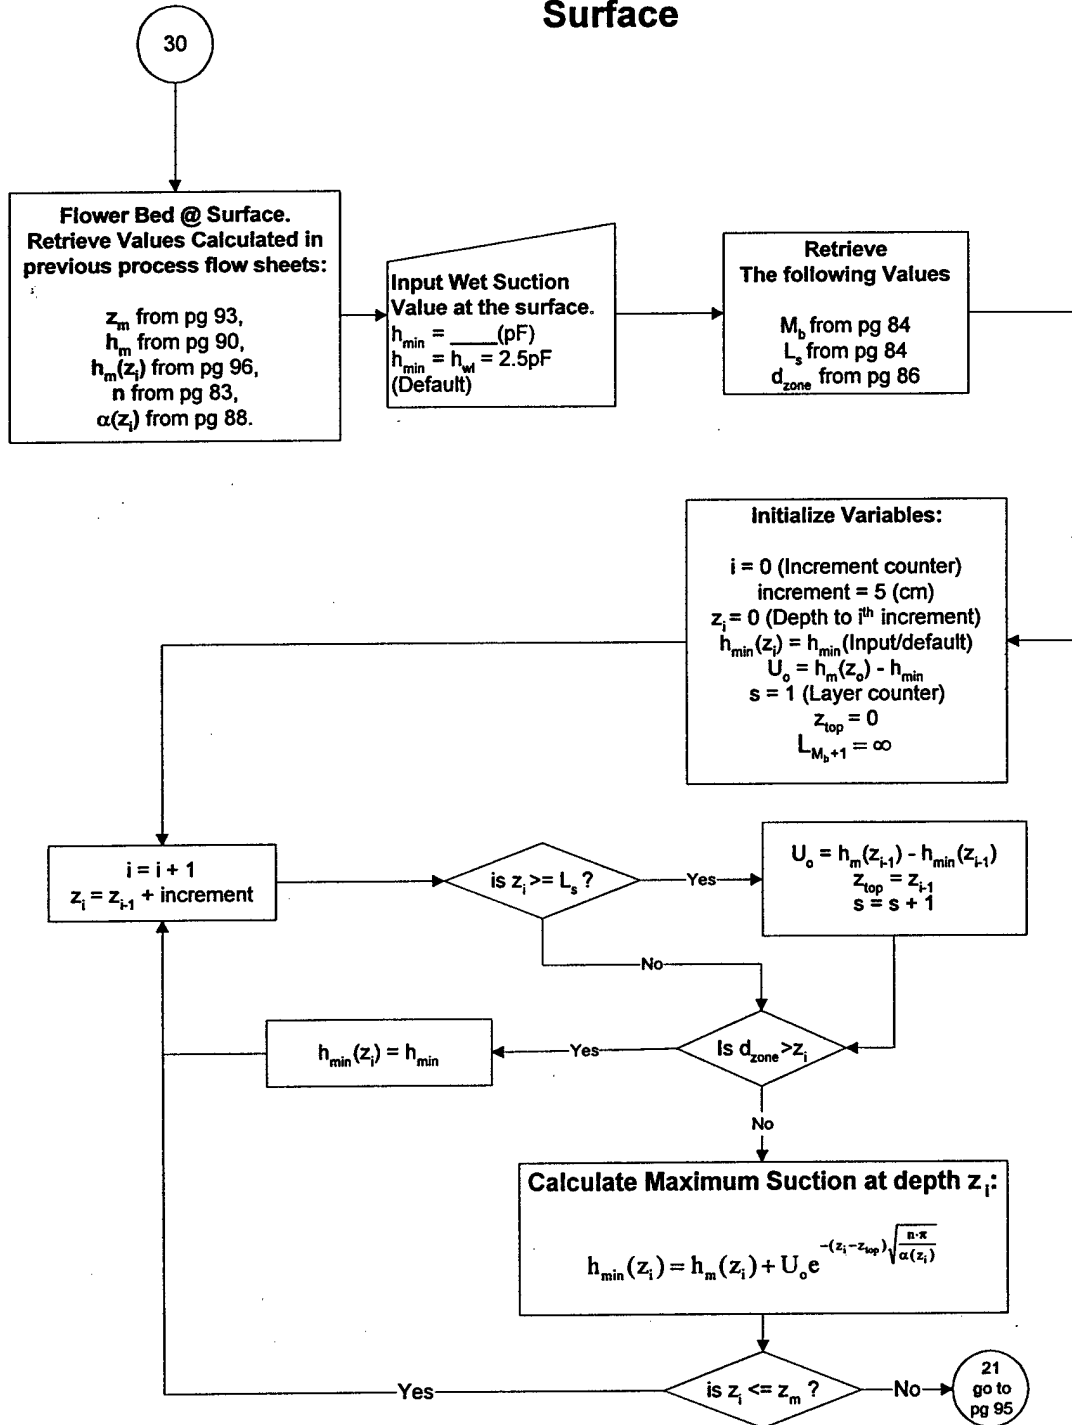 Surface
30
Flower Bed @ Surface.
Retrieve Values Calculated in
previous process flow sheets:
z_m from pg 93,
h_m from pg 90,
h_m(z_i) from pg 96,
n from pg 83,
α(z_i) from pg 88.
Input Wet Suction
Value at the surface.
h_min = ____(pF)
h_min = h_wl = 2.5pF
(Default)
Retrieve
The following Values
M_b from pg 84
L_s from pg 84
d_zone from pg 86
Initialize Variables:
i = 0 (Increment counter)
increment = 5 (cm)
z_i = 0 (Depth to i^th increment)
h_min(z_i) = h_min(Input/default)
U_o = h_m(z_o) - h_min
s = 1 (Layer counter)
z_top = 0
L_{M_b+1} = ∞
i = i + 1
z_i = z_{i-1} + increment
is z_i >= L_s ?
Yes
U_o = h_m(z_{i-1}) - h_min(z_{i-1})
z_top = z_{i-1}
s = s + 1
No
Is d_zone>z_i
Yes
h_min(z_i) = h_min
No
Calculate Maximum Suction at depth z_i:
h_min(z_i) = h_m(z_i) + U_o e^{-(z_i-z_top)√(n·π/α(z_i))}
is z_i <= z_m ?
Yes
No
21
go to
pg 95